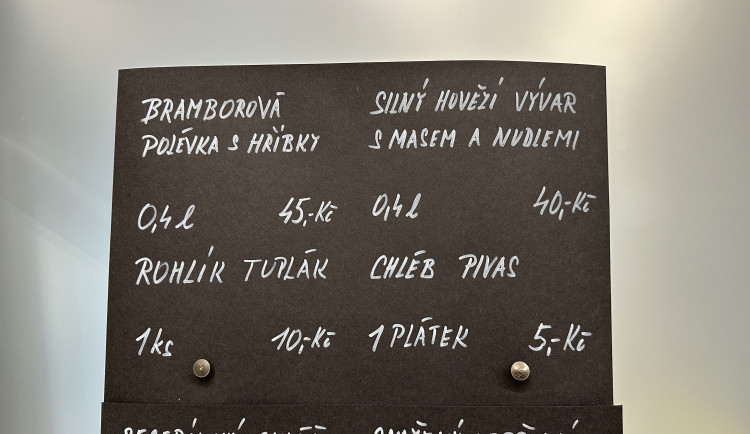 BRAMBOROVÁ
POLÉVKA S HŘIBKY
0,4 l 45,-Kč
ROHLÍK TUPLÁK
1 ks 10,-Kč
SILNÝ HOVĚZÍ VÝVAR
S MASEM A NUDLEMI
0,4 l 40,-Kč
CHLÉB PIVAS
1 PLÁTEK 5,-Kč